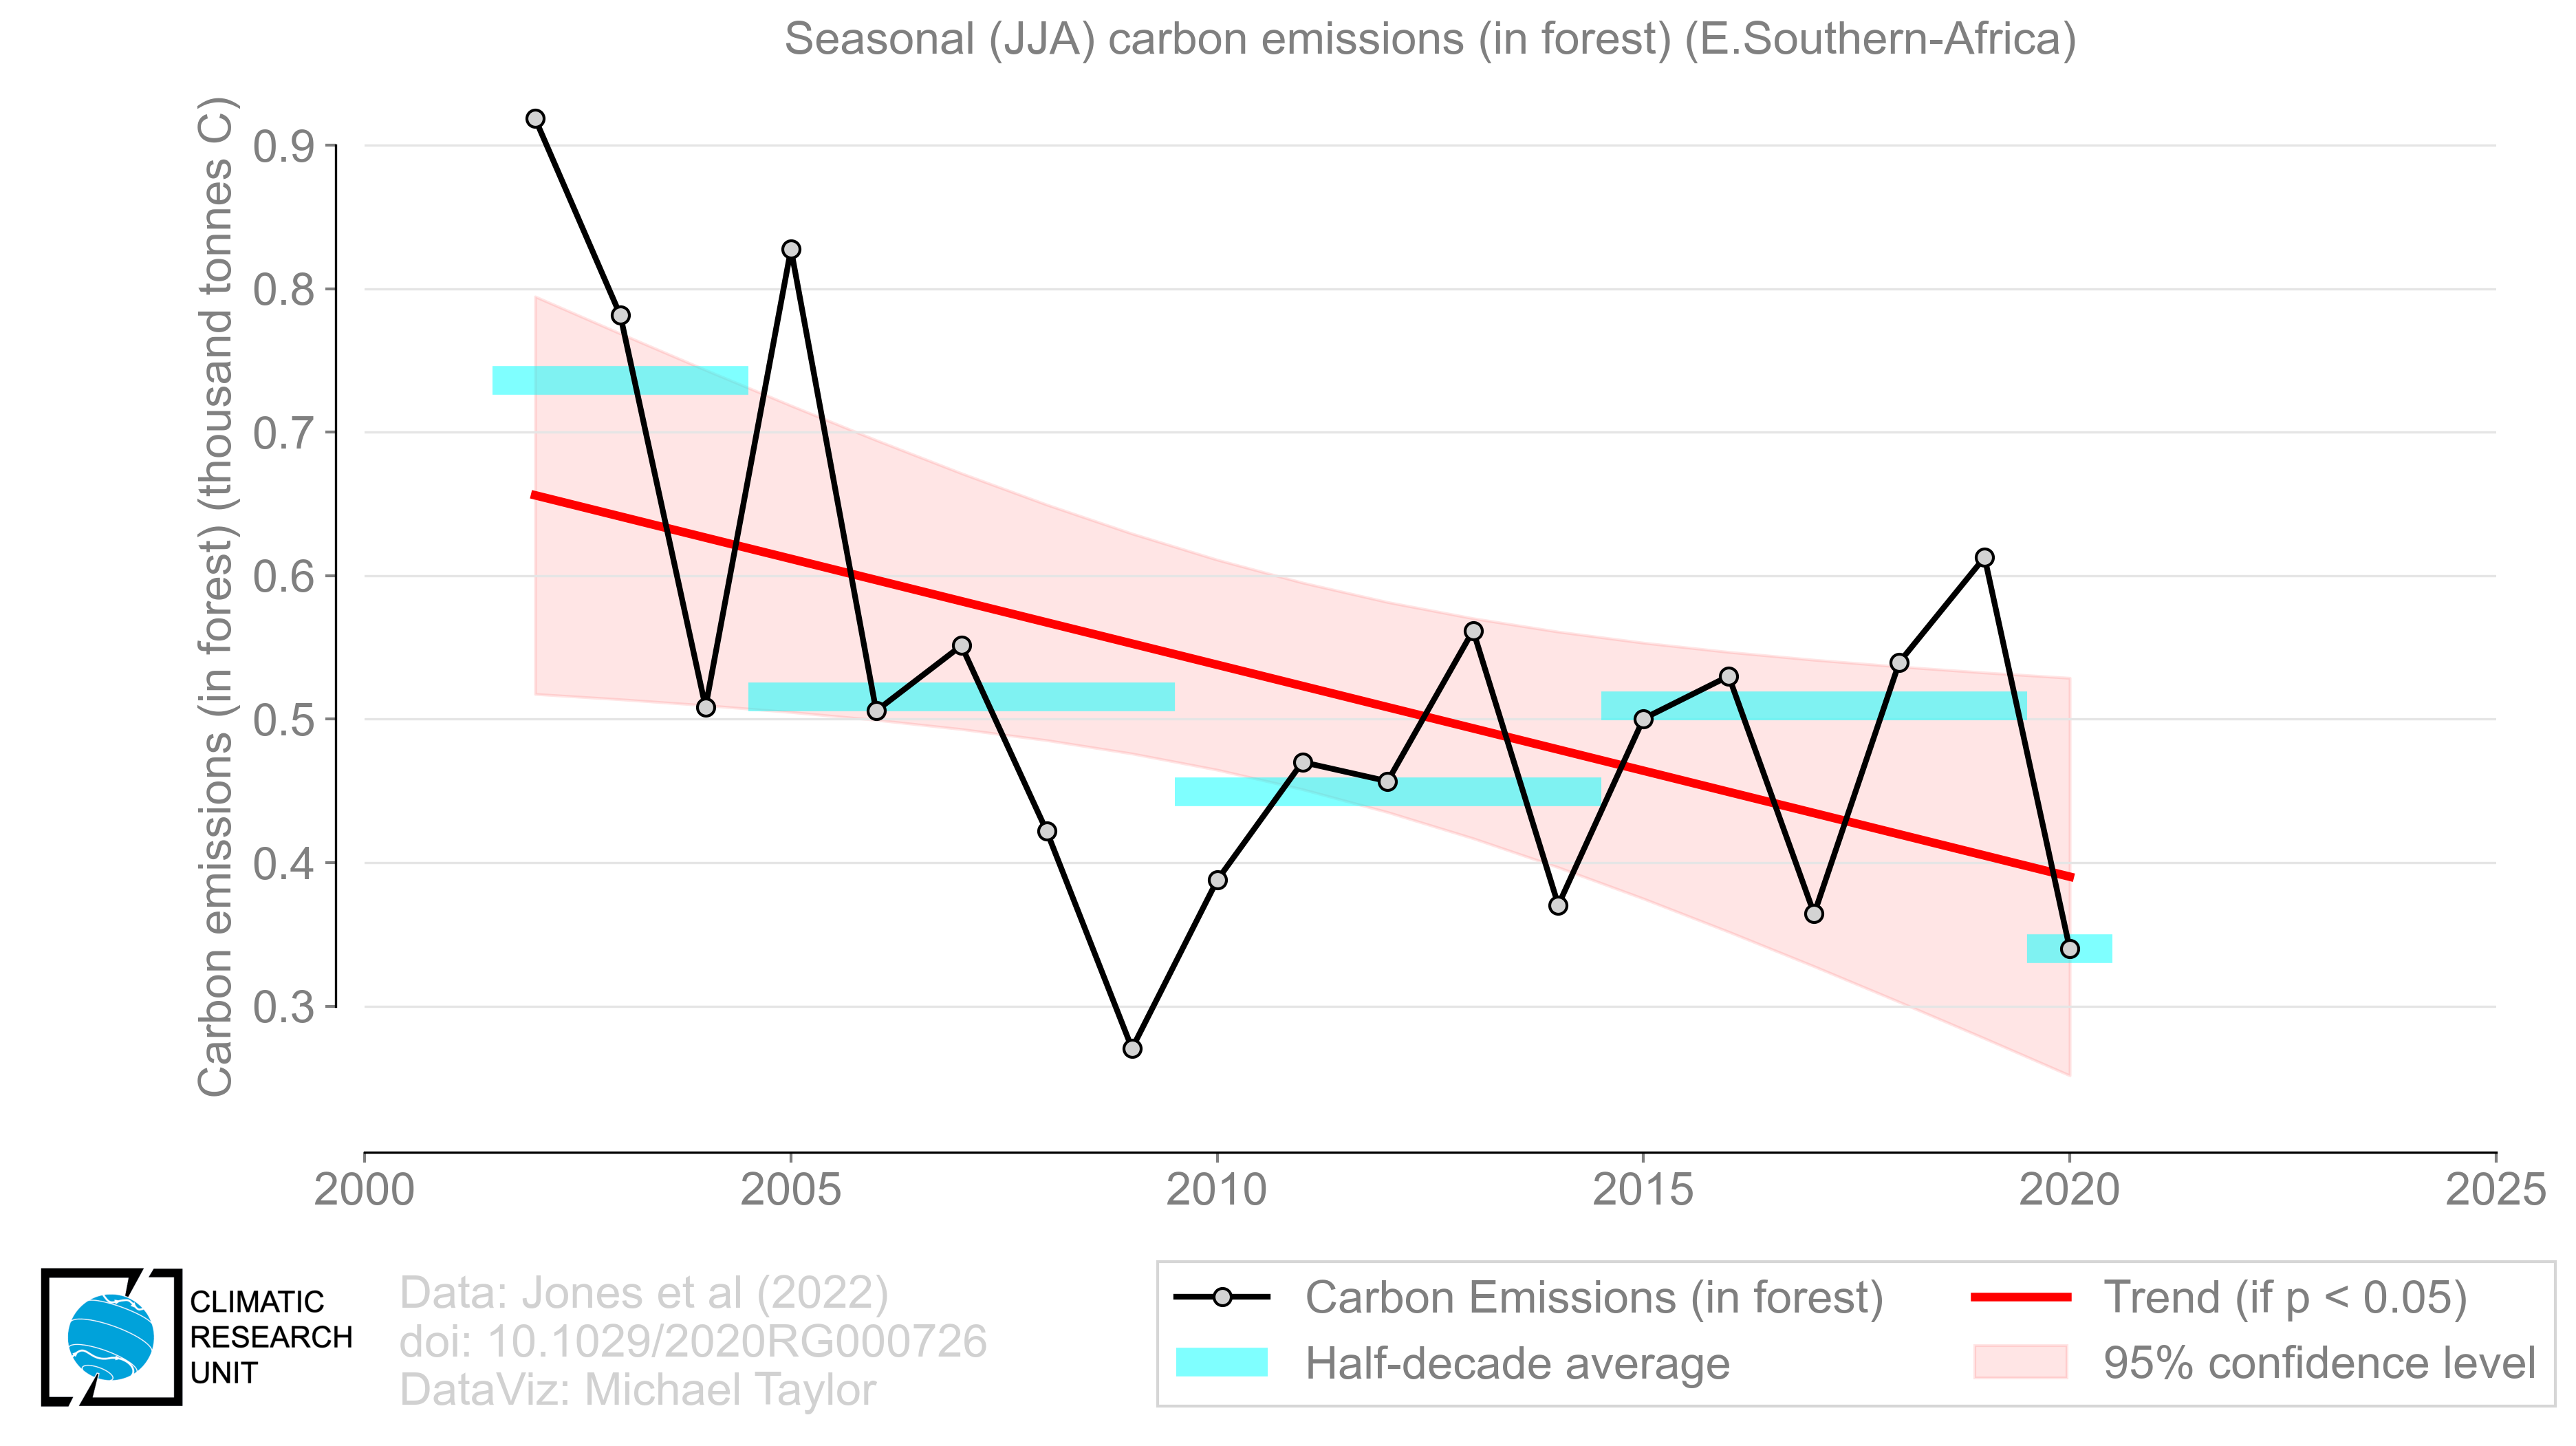 Seasonal (JJA) carbon emissions (in forest) (E.Southern-Africa)
Carbon emissions (in forest) (thousand tonnes C)
0.9
0.8
0.7
0.6
0.5
0.4
0.3
2000
2005
2010
2015
2020
2025
CLIMATIC
RESEARCH
UNIT
Data: Jones et al (2022)
doi: 10.1029/2020RG000726
DataViz: Michael Taylor
Carbon Emissions (in forest)
Half-decade average
Trend (if p < 0.05)
95% confidence level